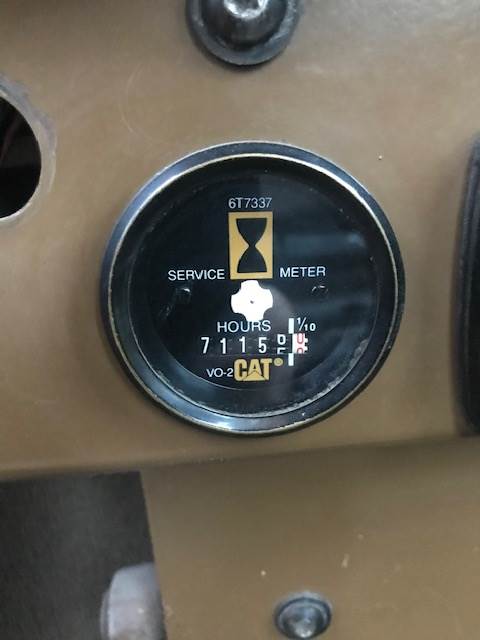 6T7337
SERVICE METER
HOURS 1/10
7115
VO-2 CAT®